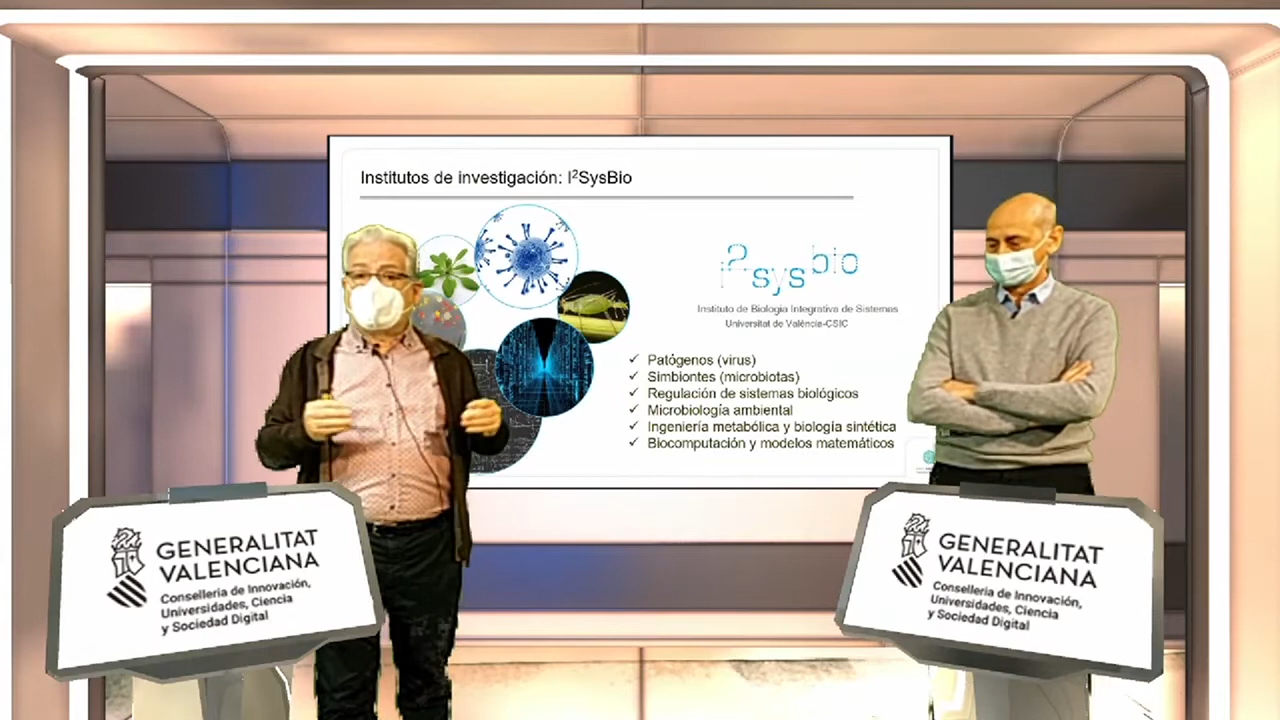 Institutos de investigación: I²SysBio
i2sysbio
Instituto de Biología Integrativa de Sistemas
Universitat de València-CSIC
✓ Patógenos (virus)
✓ Simbiontes (microbiotas)
✓ Regulación de sistemas biológicos
✓ Microbiología ambiental
✓ Ingeniería metabólica y biología sintética
✓ Biocomputación y modelos matemáticos
GENERALITAT
VALENCIANA
Conselleria de Innovación,
Universidades, Ciencia
y Sociedad Digital
GENERALITAT
VALENCIANA
Conselleria de Innovación,
Universidades, Ciencia
y Sociedad Digital